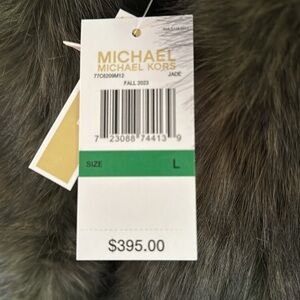 MICHAEL
MICHAEL KORS
77C6209M12 JADE
FALL 2023
7 23088 74413 9
SIZE L
$395.00